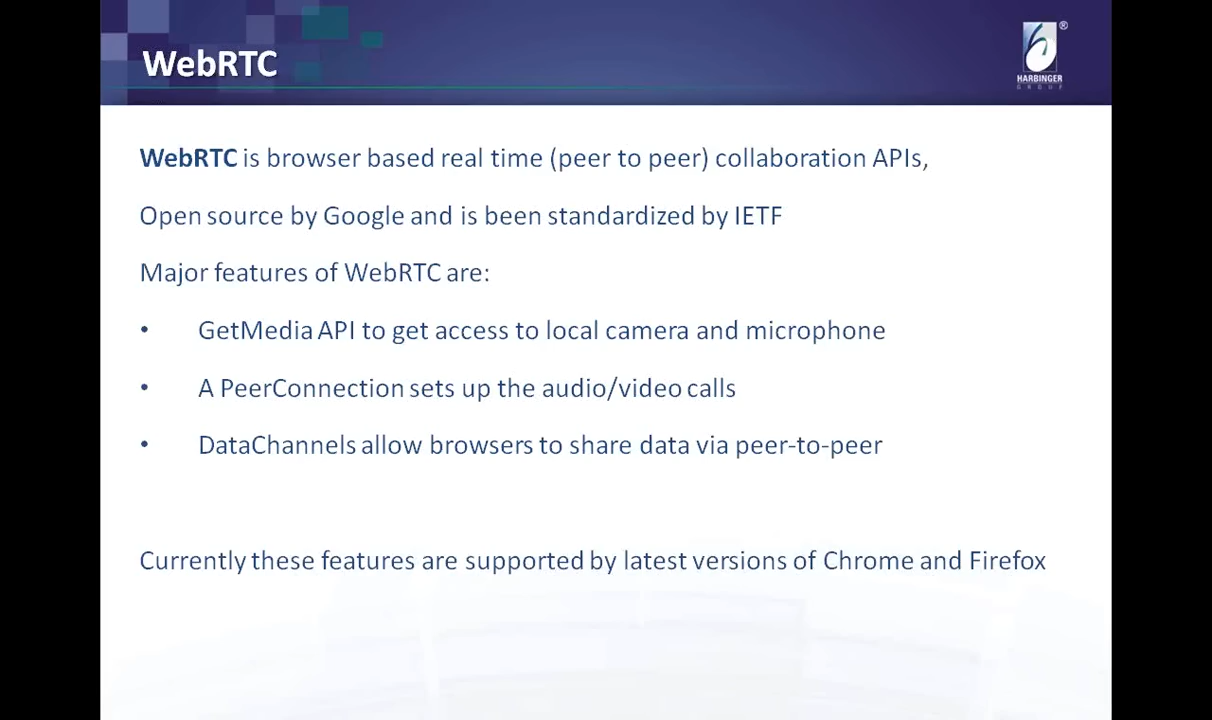 WebRTC
®
HARBINGER
GROUP
WebRTC is browser based real time (peer to peer) collaboration APIs,
Open source by Google and is been standardized by IETF
Major features of WebRTC are:
• GetMedia API to get access to local camera and microphone
• A PeerConnection sets up the audio/video calls
• DataChannels allow browsers to share data via peer-to-peer
Currently these features are supported by latest versions of Chrome and Firefox